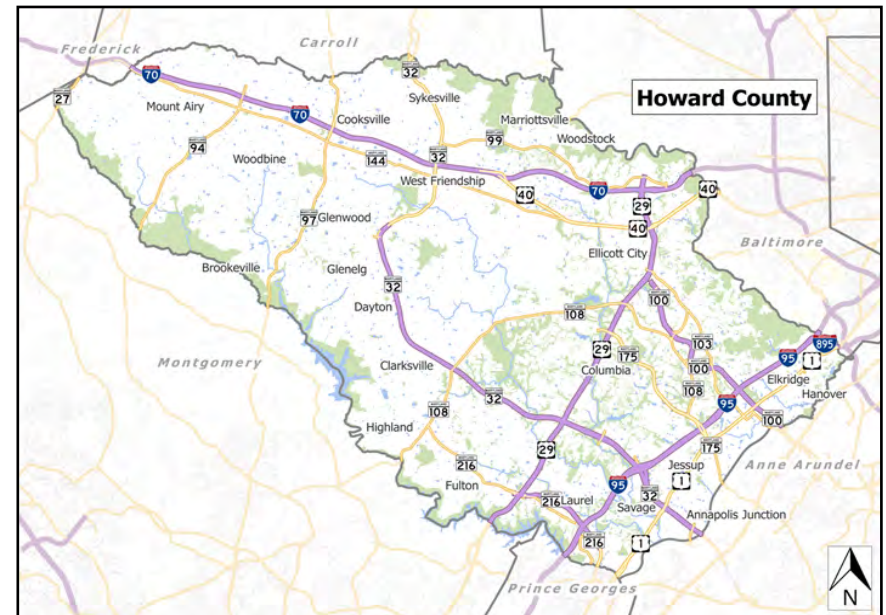 Frederick
Carroll
70
32
27
Mount Airy
70
Sykesville
Howard County
Cooksville
Marriottsville
94
Woodbine
144
32
99
Woodstock
West Friendship
40
70
29
40
97
Glenwood
40
Ellicott City
Baltimore
Brookeville
Glenelg
32
Dayton
100
108
103
895
Montgomery
Clarksville
29
175
Columbia
100
95
1
Elkridge
32
108
95
Hanover
108
100
Highland
29
175
216
Jessup
Anne Arundel
Fulton
95
1
216
Laurel
32
Savage
Annapolis Junction
216
1
Prince Georges
N